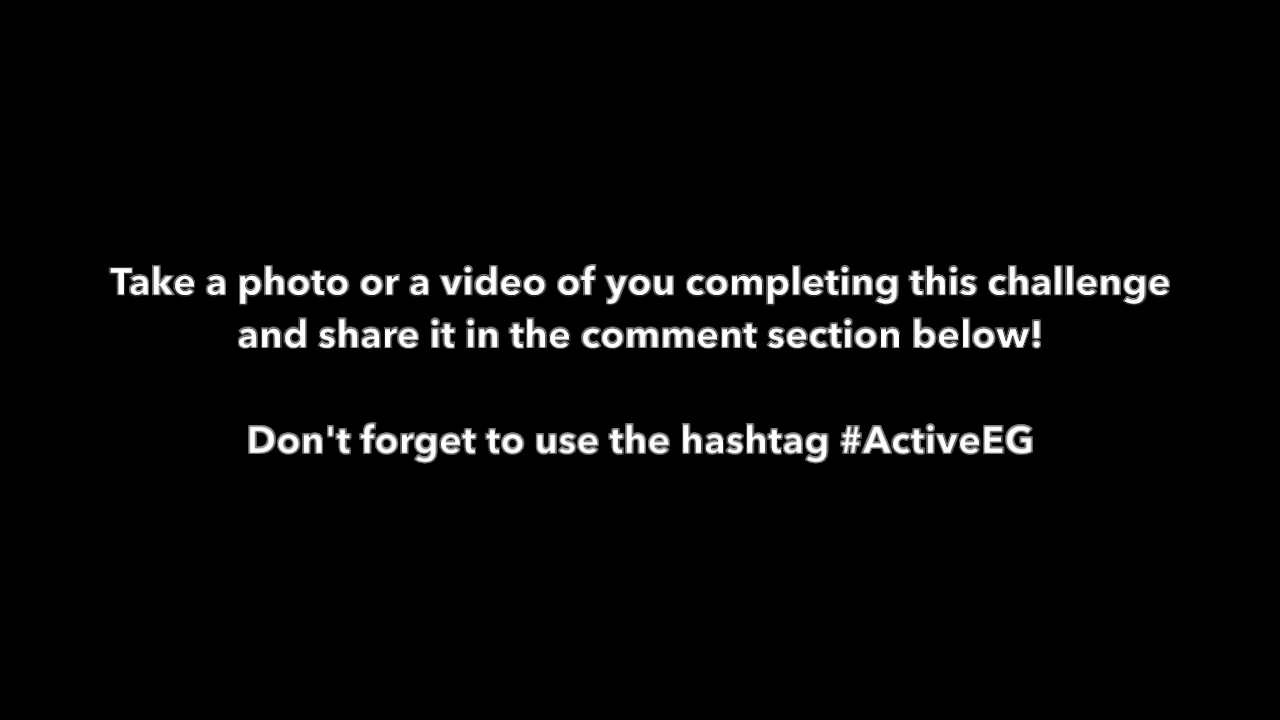 Take a photo or a video of you completing this challenge
and share it in the comment section below!
Don't forget to use the hashtag #ActiveEG